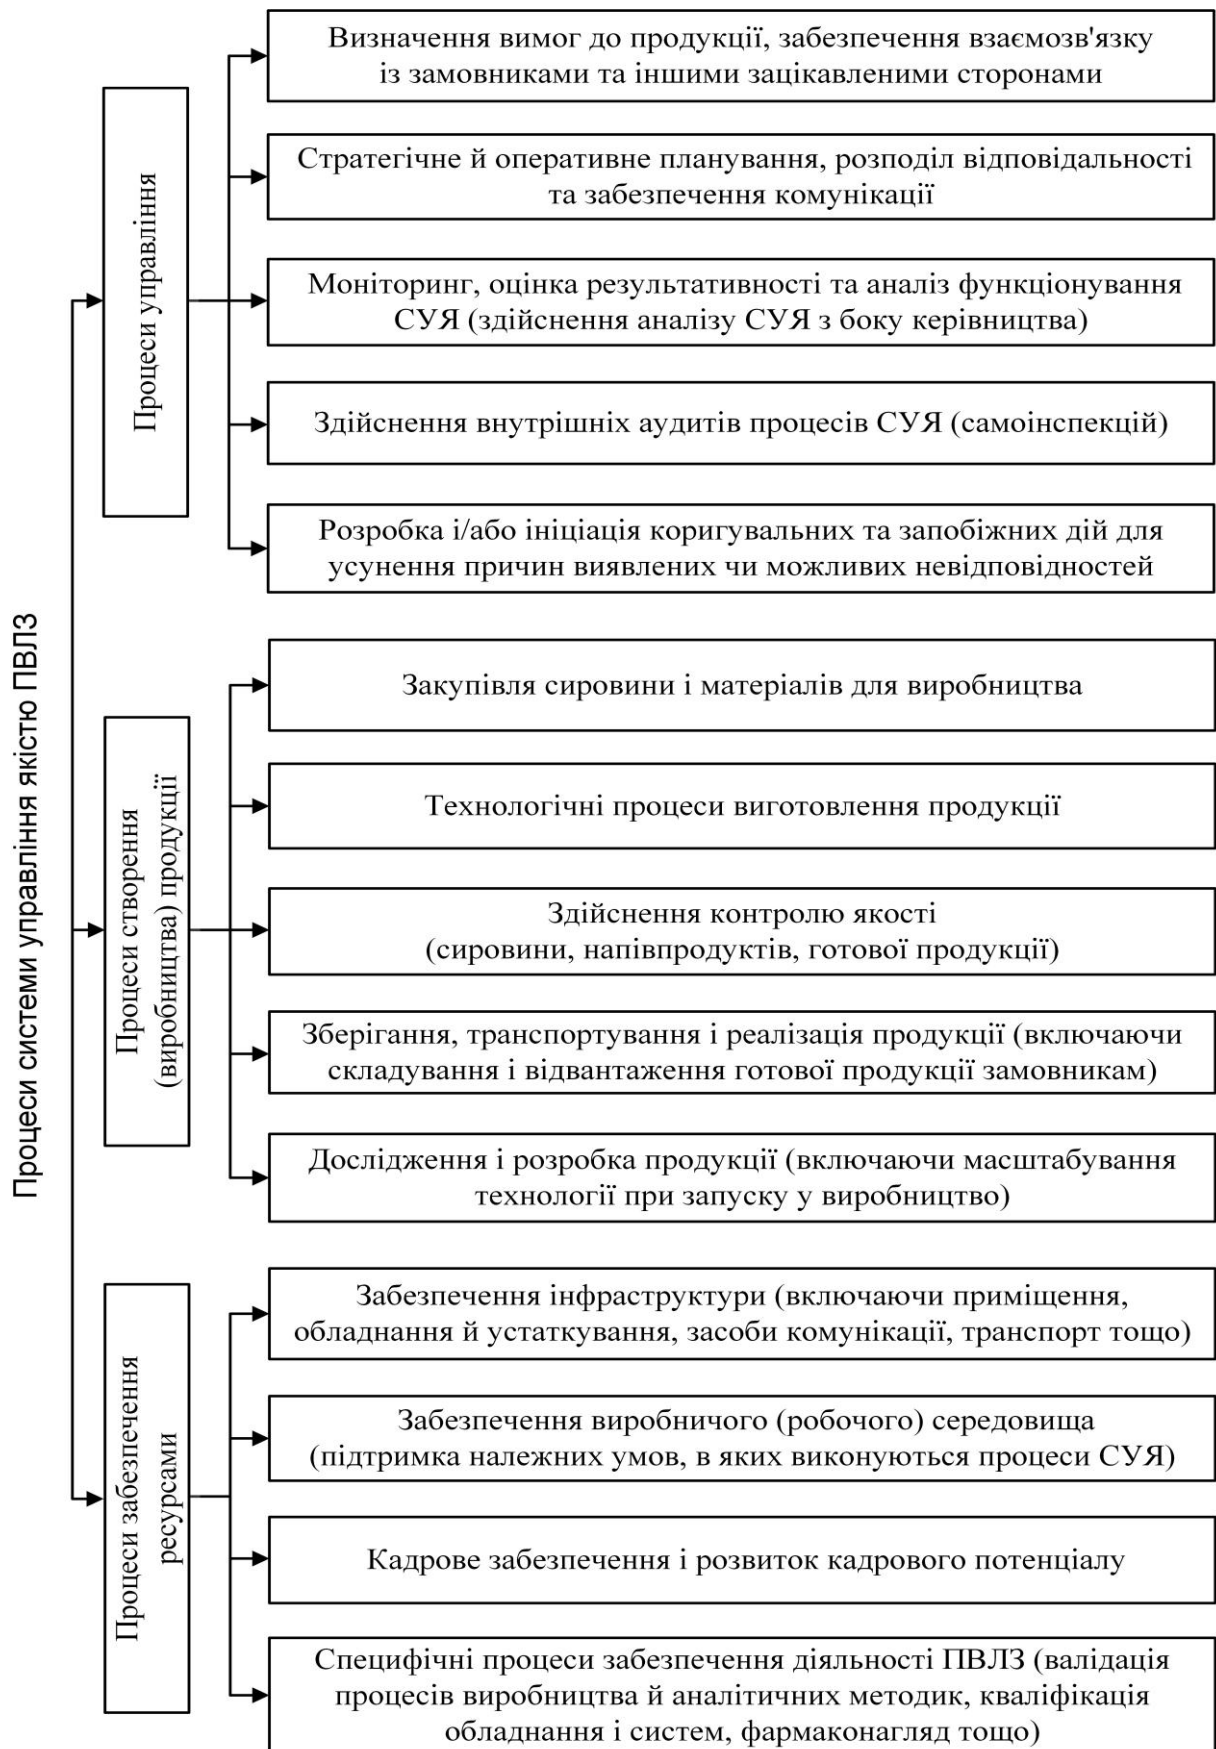 Процеси системи управління якістю ПВЛЗ
Процеси управління
Визначення вимог до продукції, забезпечення взаємозв'язку
із замовниками та іншими зацікавленими сторонами
Стратегічне й оперативне планування, розподіл відповідальності
та забезпечення комунікації
Моніторинг, оцінка результативності та аналіз функціонування
СУЯ (здійснення аналізу СУЯ з боку керівництва)
Здійснення внутрішніх аудитів процесів СУЯ (самоінспекцій)
Розробка і/або ініціація коригувальних та запобіжних дій для
усунення причин виявлених чи можливих невідповідностей
Процеси створення
(виробництва) продукції
Закупівля сировини і матеріалів для виробництва
Технологічні процеси виготовлення продукції
Здійснення контролю якості
(сировини, напівпродуктів, готової продукції)
Зберігання, транспортування і реалізація продукції (включаючи
складування і відвантаження готової продукції замовникам)
Дослідження і розробка продукції (включаючи масштабування
технології при запуску у виробництво)
Процеси забезпечення
ресурсами
Забезпечення інфраструктури (включаючи приміщення,
обладнання й устаткування, засоби комунікації, транспорт тощо)
Забезпечення виробничого (робочого) середовища
(підтримка належних умов, в яких виконуються процеси СУЯ)
Кадрове забезпечення і розвиток кадрового потенціалу
Специфічні процеси забезпечення діяльності ПВЛЗ (валідація
процесів виробництва й аналітичних методик, кваліфікація
обладнання і систем, фармаконагляд тощо)